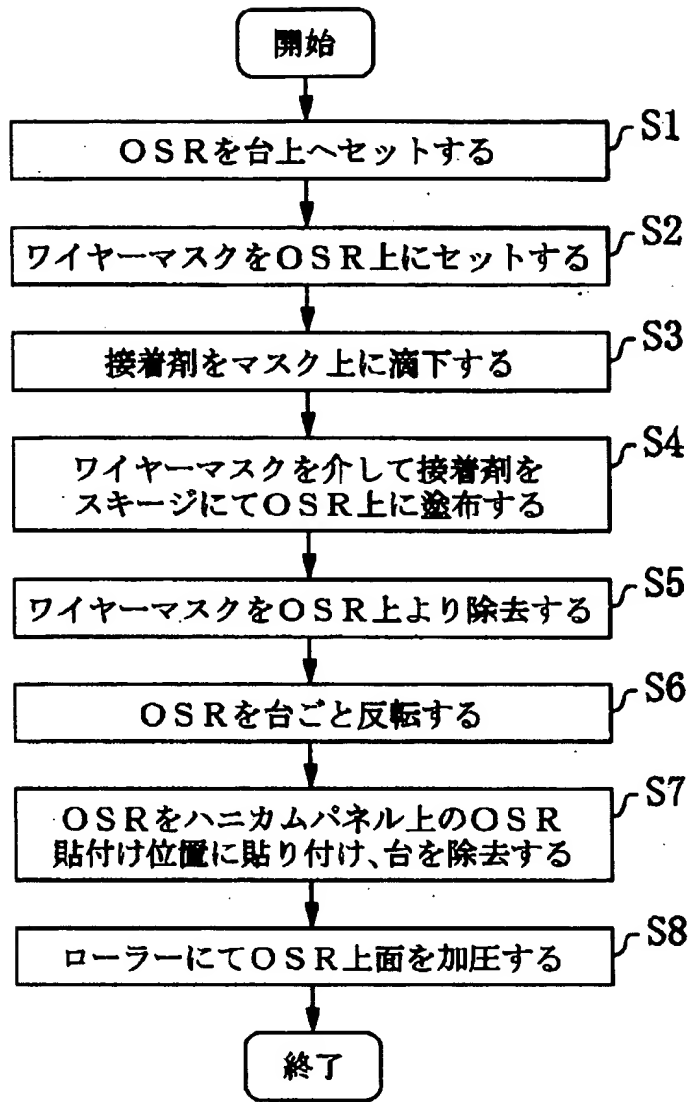 開始
OSRを台上へセットする
S1
ワイヤーマスクをOSR上にセットする
S2
接着剤をマスク上に滴下する
S3
ワイヤーマスクを介して接着剤を
スキージにてOSR上に塗布する
S4
ワイヤーマスクをOSR上より除去する
S5
OSRを台ごと反転する
S6
OSRをハニカムパネル上のOSR
貼付け位置に貼り付け、台を除去する
S7
ローラーにてOSR上面を加圧する
S8
終了